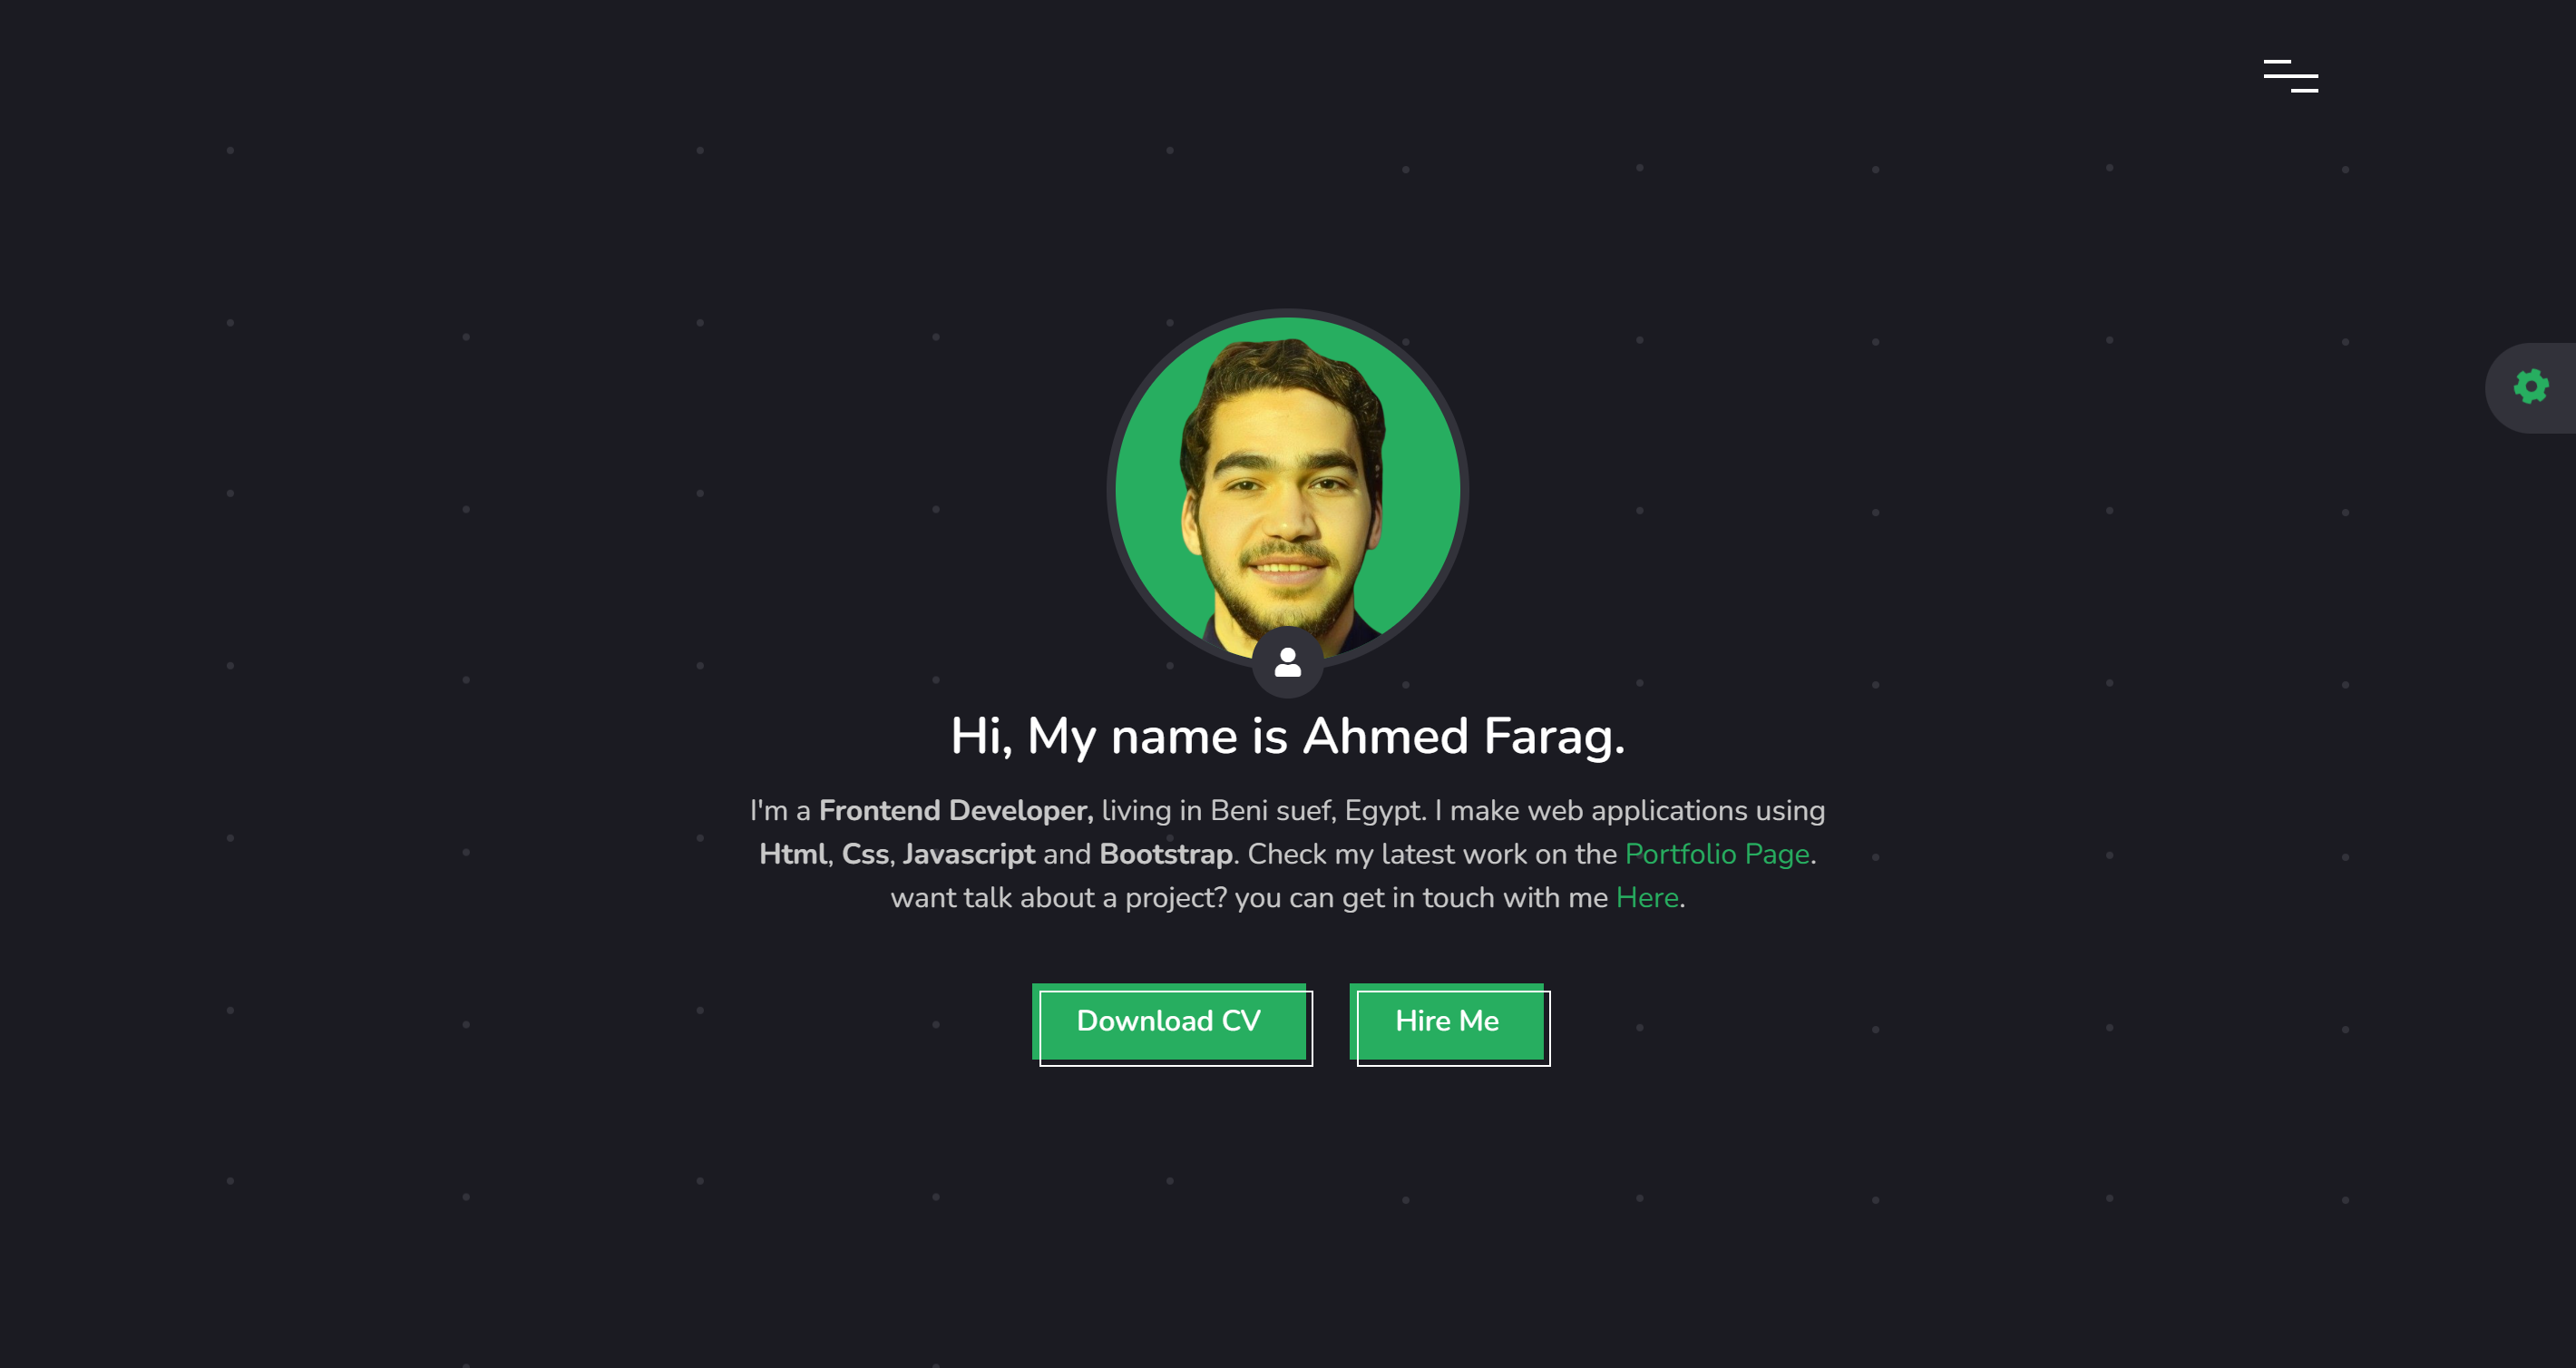 Hi, My name is Ahmed Farag.
I'm a Frontend Developer, living in Beni suef, Egypt. I make web applications using
Html, Css, Javascript and Bootstrap. Check my latest work on the Portfolio Page.
want talk about a project? you can get in touch with me Here.
Download CV
Hire Me